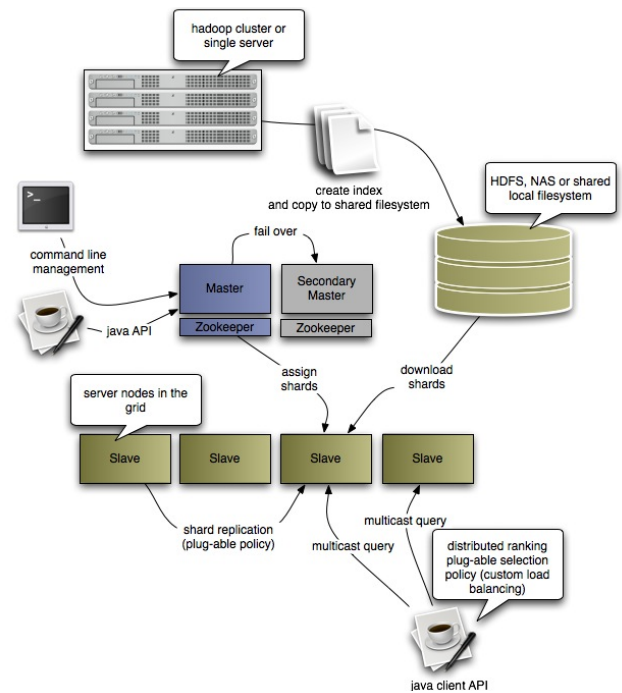 hadoop cluster or
single server
create index
and copy to shared filesystem
HDFS, NAS or shared
local filesystem
>_
command line
management
fail over
Master
Secondary
Master
java API
Zookeeper
Zookeeper
assign
shards
download
shards
server nodes in the
grid
Slave
Slave
Slave
Slave
shard replication
(plug-able policy)
multicast query
multicast query
distributed ranking
plug-able selection
policy (custom load
balancing)
java client API